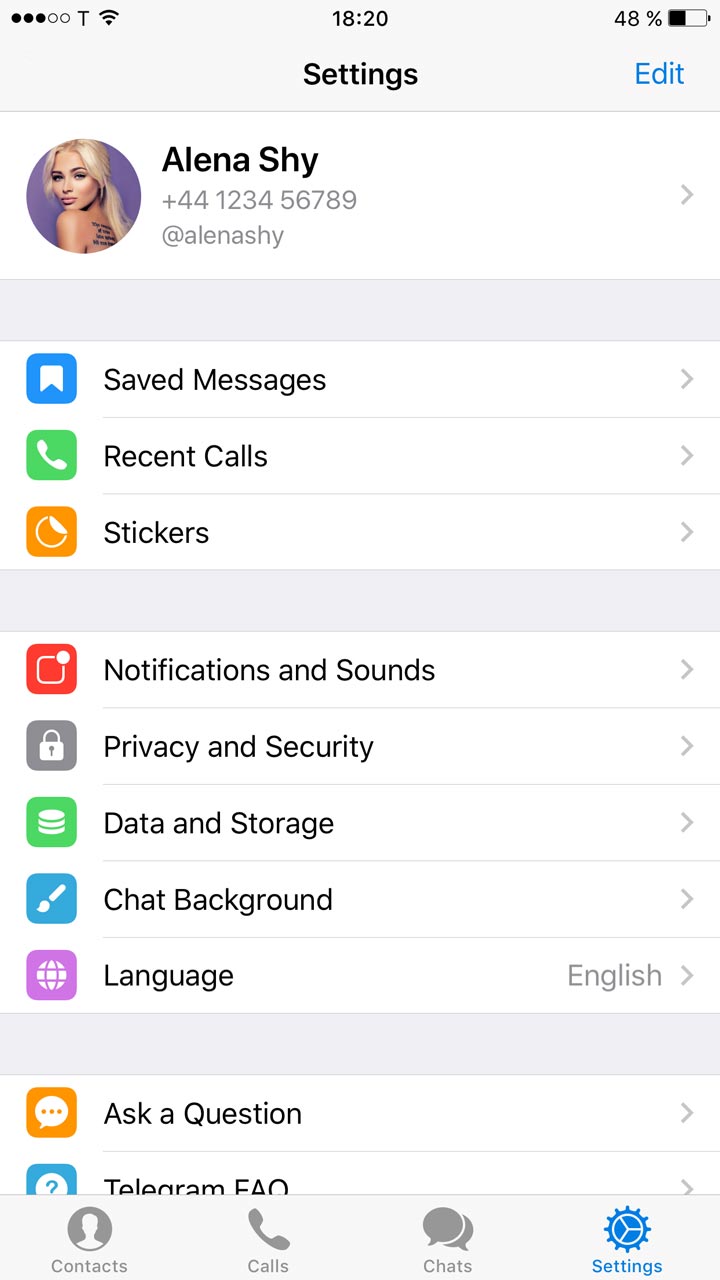 T 18:20 48 %
Settings Edit
Alena Shy
+44 1234 56789
@alenashy
Saved Messages
Recent Calls
Stickers
Notifications and Sounds
Privacy and Security
Data and Storage
Chat Background
Language English
Ask a Question
Telegram FAQ
Contacts Calls Chats Settings